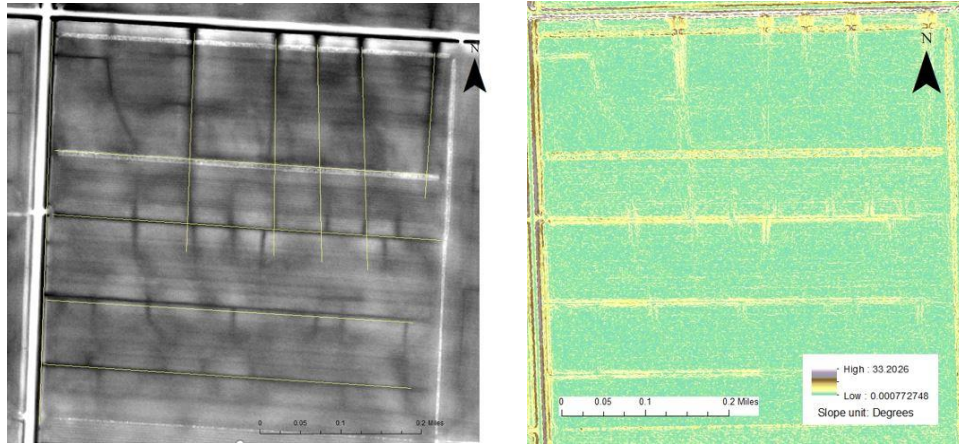 N
0 0.05 0.1 0.2 Miles
N
High : 33.2026
Low : 0.000772748
Slope unit: Degrees
0 0.05 0.1 0.2 Miles